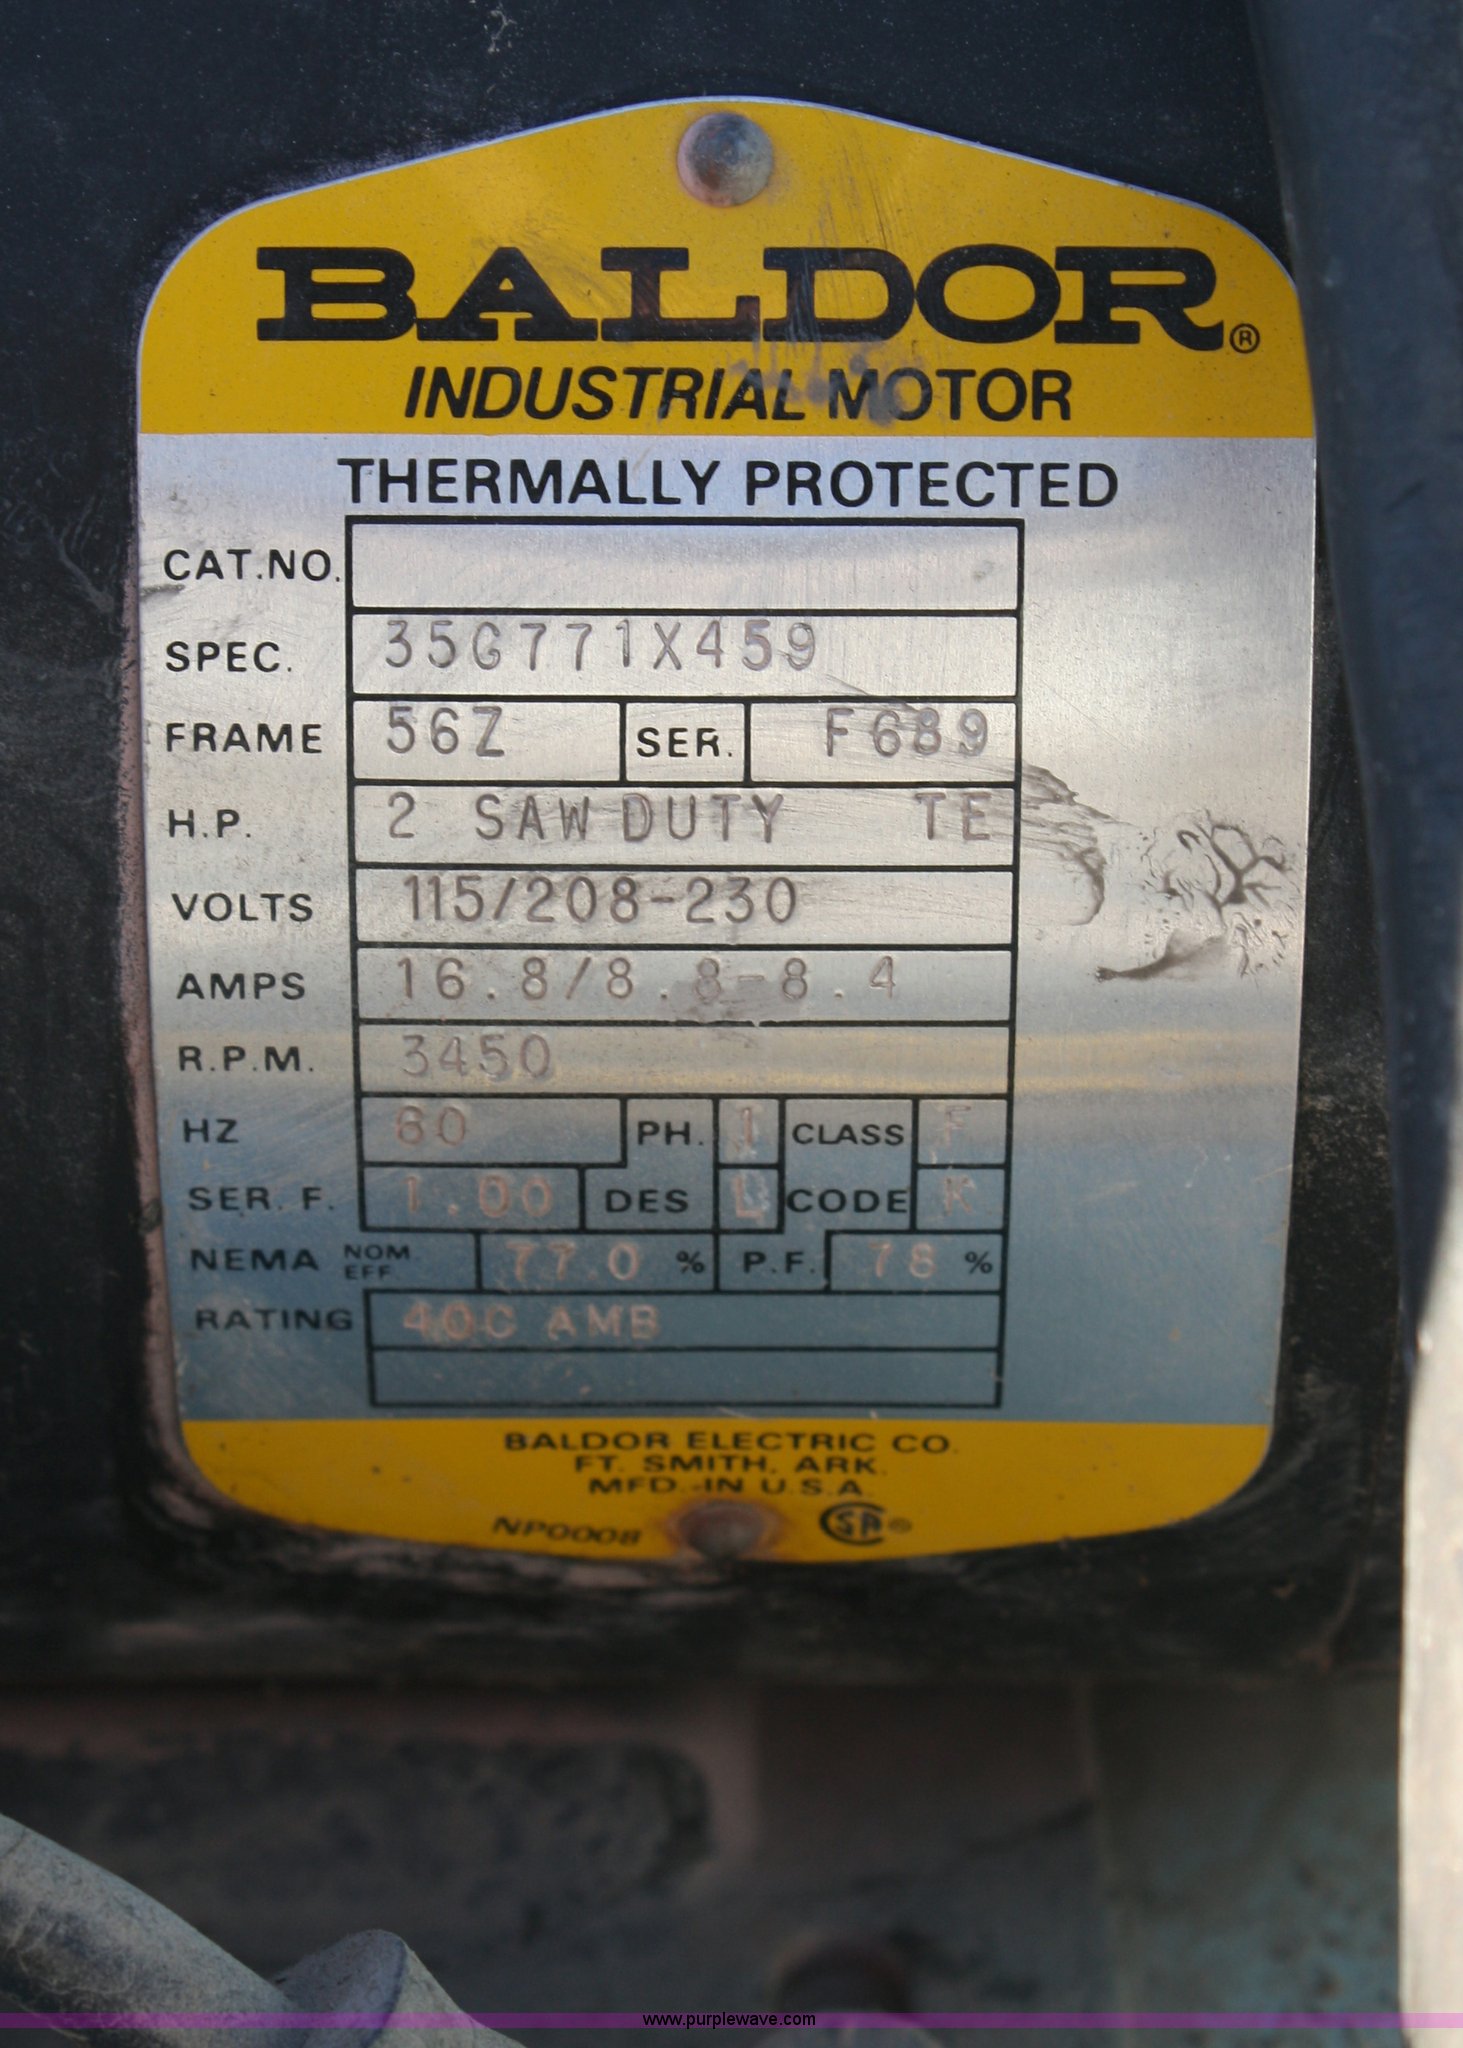 BALDOR®
INDUSTRIAL MOTOR
THERMALLY PROTECTED
CAT.NO.
SPEC. 35G771X459
FRAME 56Z SER. F689
H.P. 2 SAW DUTY TE
VOLTS 115/208-230
AMPS 16.8/8.8-8.4
R.P.M. 3450
HZ 60 PH. 1 CLASS F
SER. F. 1.00 DES L CODE K
NEMA NOM. EFF. 77.0 % P.F. 78 %
RATING 40C AMB
BALDOR ELECTRIC CO.
FT. SMITH, ARK.
MFD. IN U.S.A.
NP0008 SA®
www.purplewave.com